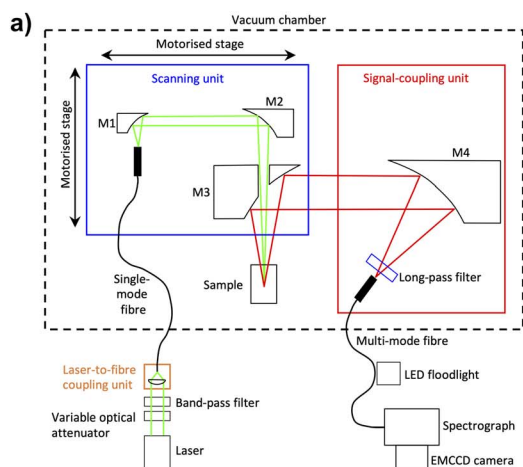 a)
Vacuum chamber
Motorised stage
Motorised stage
Scanning unit
Signal-coupling unit
M1
M2
M3
M4
Sample
Long-pass filter
Single-
mode
fibre
Multi-mode fibre
Laser-to-fibre
coupling unit
LED floodlight
Band-pass filter
Variable optical
attenuator
Spectrograph
Laser
EMCCD camera